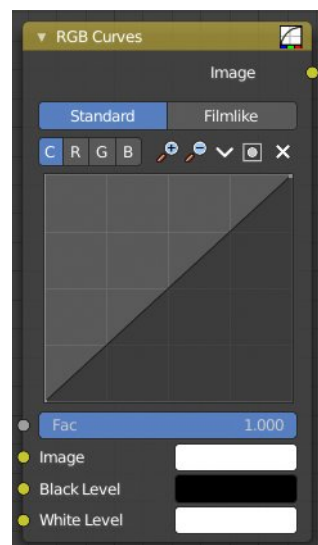 RGB Curves
Image
Standard Filmlike
C R G B
Fac 1.000
Image
Black Level
White Level